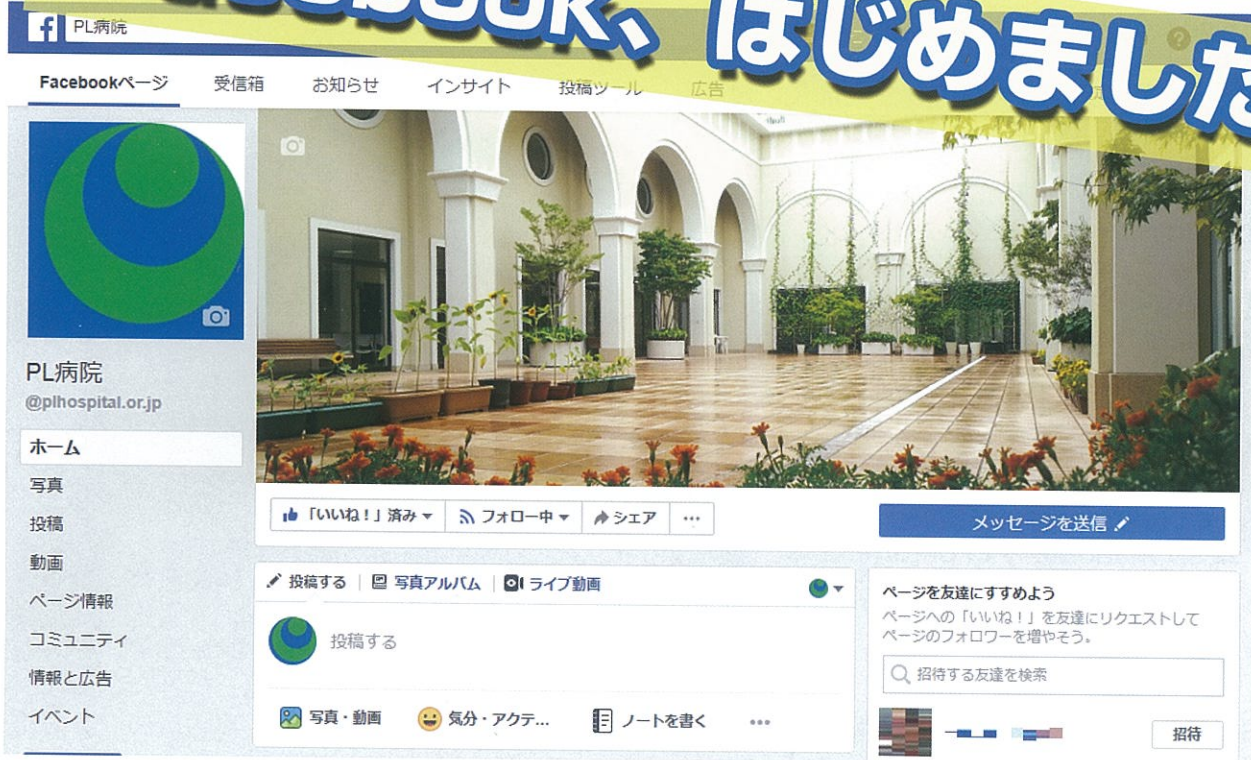 ebook、はじめました
PL病院
Facebookページ 受信箱 お知らせ インサイト 投稿ツール 広告
PL病院
@plhospital.or.jp
ホーム
写真
投稿
動画
ページ情報
コミュニティ
情報と広告
イベント
「いいね！」済み フォロー中 シェア ...
メッセージを送信
投稿する 写真アルバム ライブ動画
投稿する
写真・動画 気分・アクテ... ノートを書く ...
ページを友達にすすめよう
ページへの「いいね！」を友達にリクエストして
ページのフォロワーを増やそう。
招待する友達を検索
招待